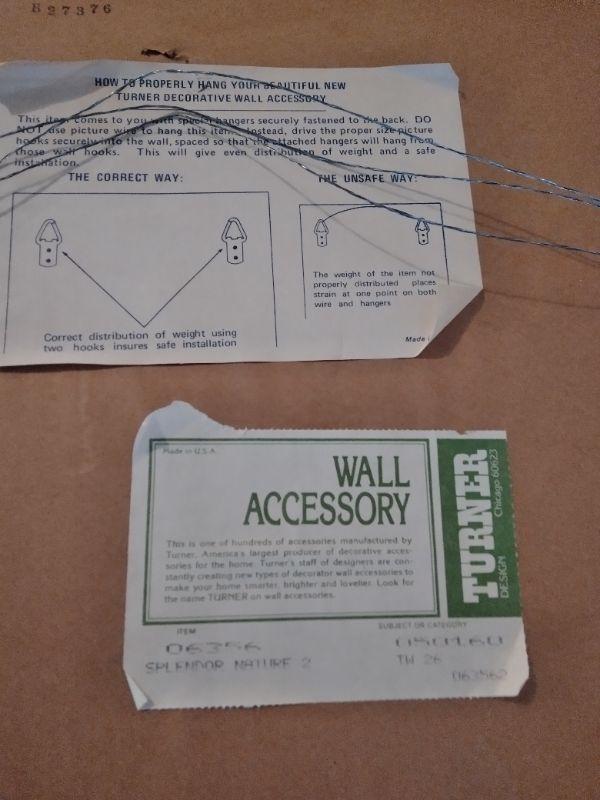 827376
HOW TO PROPERLY HANG YOUR BEAUTIFUL NEW
TURNER DECORATIVE WALL ACCESSORY
This item comes to you with special hangers securely fastened to the back. DO
NOT use picture wire to hang this item. Instead, drive the proper size picture
hooks securely into the wall, spaced so that the attached hangers will hang from
those wall hooks. This will give even distribution of weight and a safe
installation.
THE CORRECT WAY:
Correct distribution of weight using
two hooks insures safe installation
THE UNSAFE WAY:
The weight of the item not
properly distributed places
strain at one point on both
wire and hangers
Made
Made in U.S.A.
WALL
ACCESSORY
This is one of hundreds of accessories manufactured by
Turner, America's largest producer of decorative acces-
sories for the home. Turner's staff of designers are con-
stantly creating new types of decorator wall accessories to
make your home smarter, brighter and lovelier. Look for
the name TURNER on wall accessories.
TURNER
DESIGN
Chicago 60623
ITEM
06356
SPLENDOR NATURE 2
SUBJECT OR CATEGORY
TW 26
063562